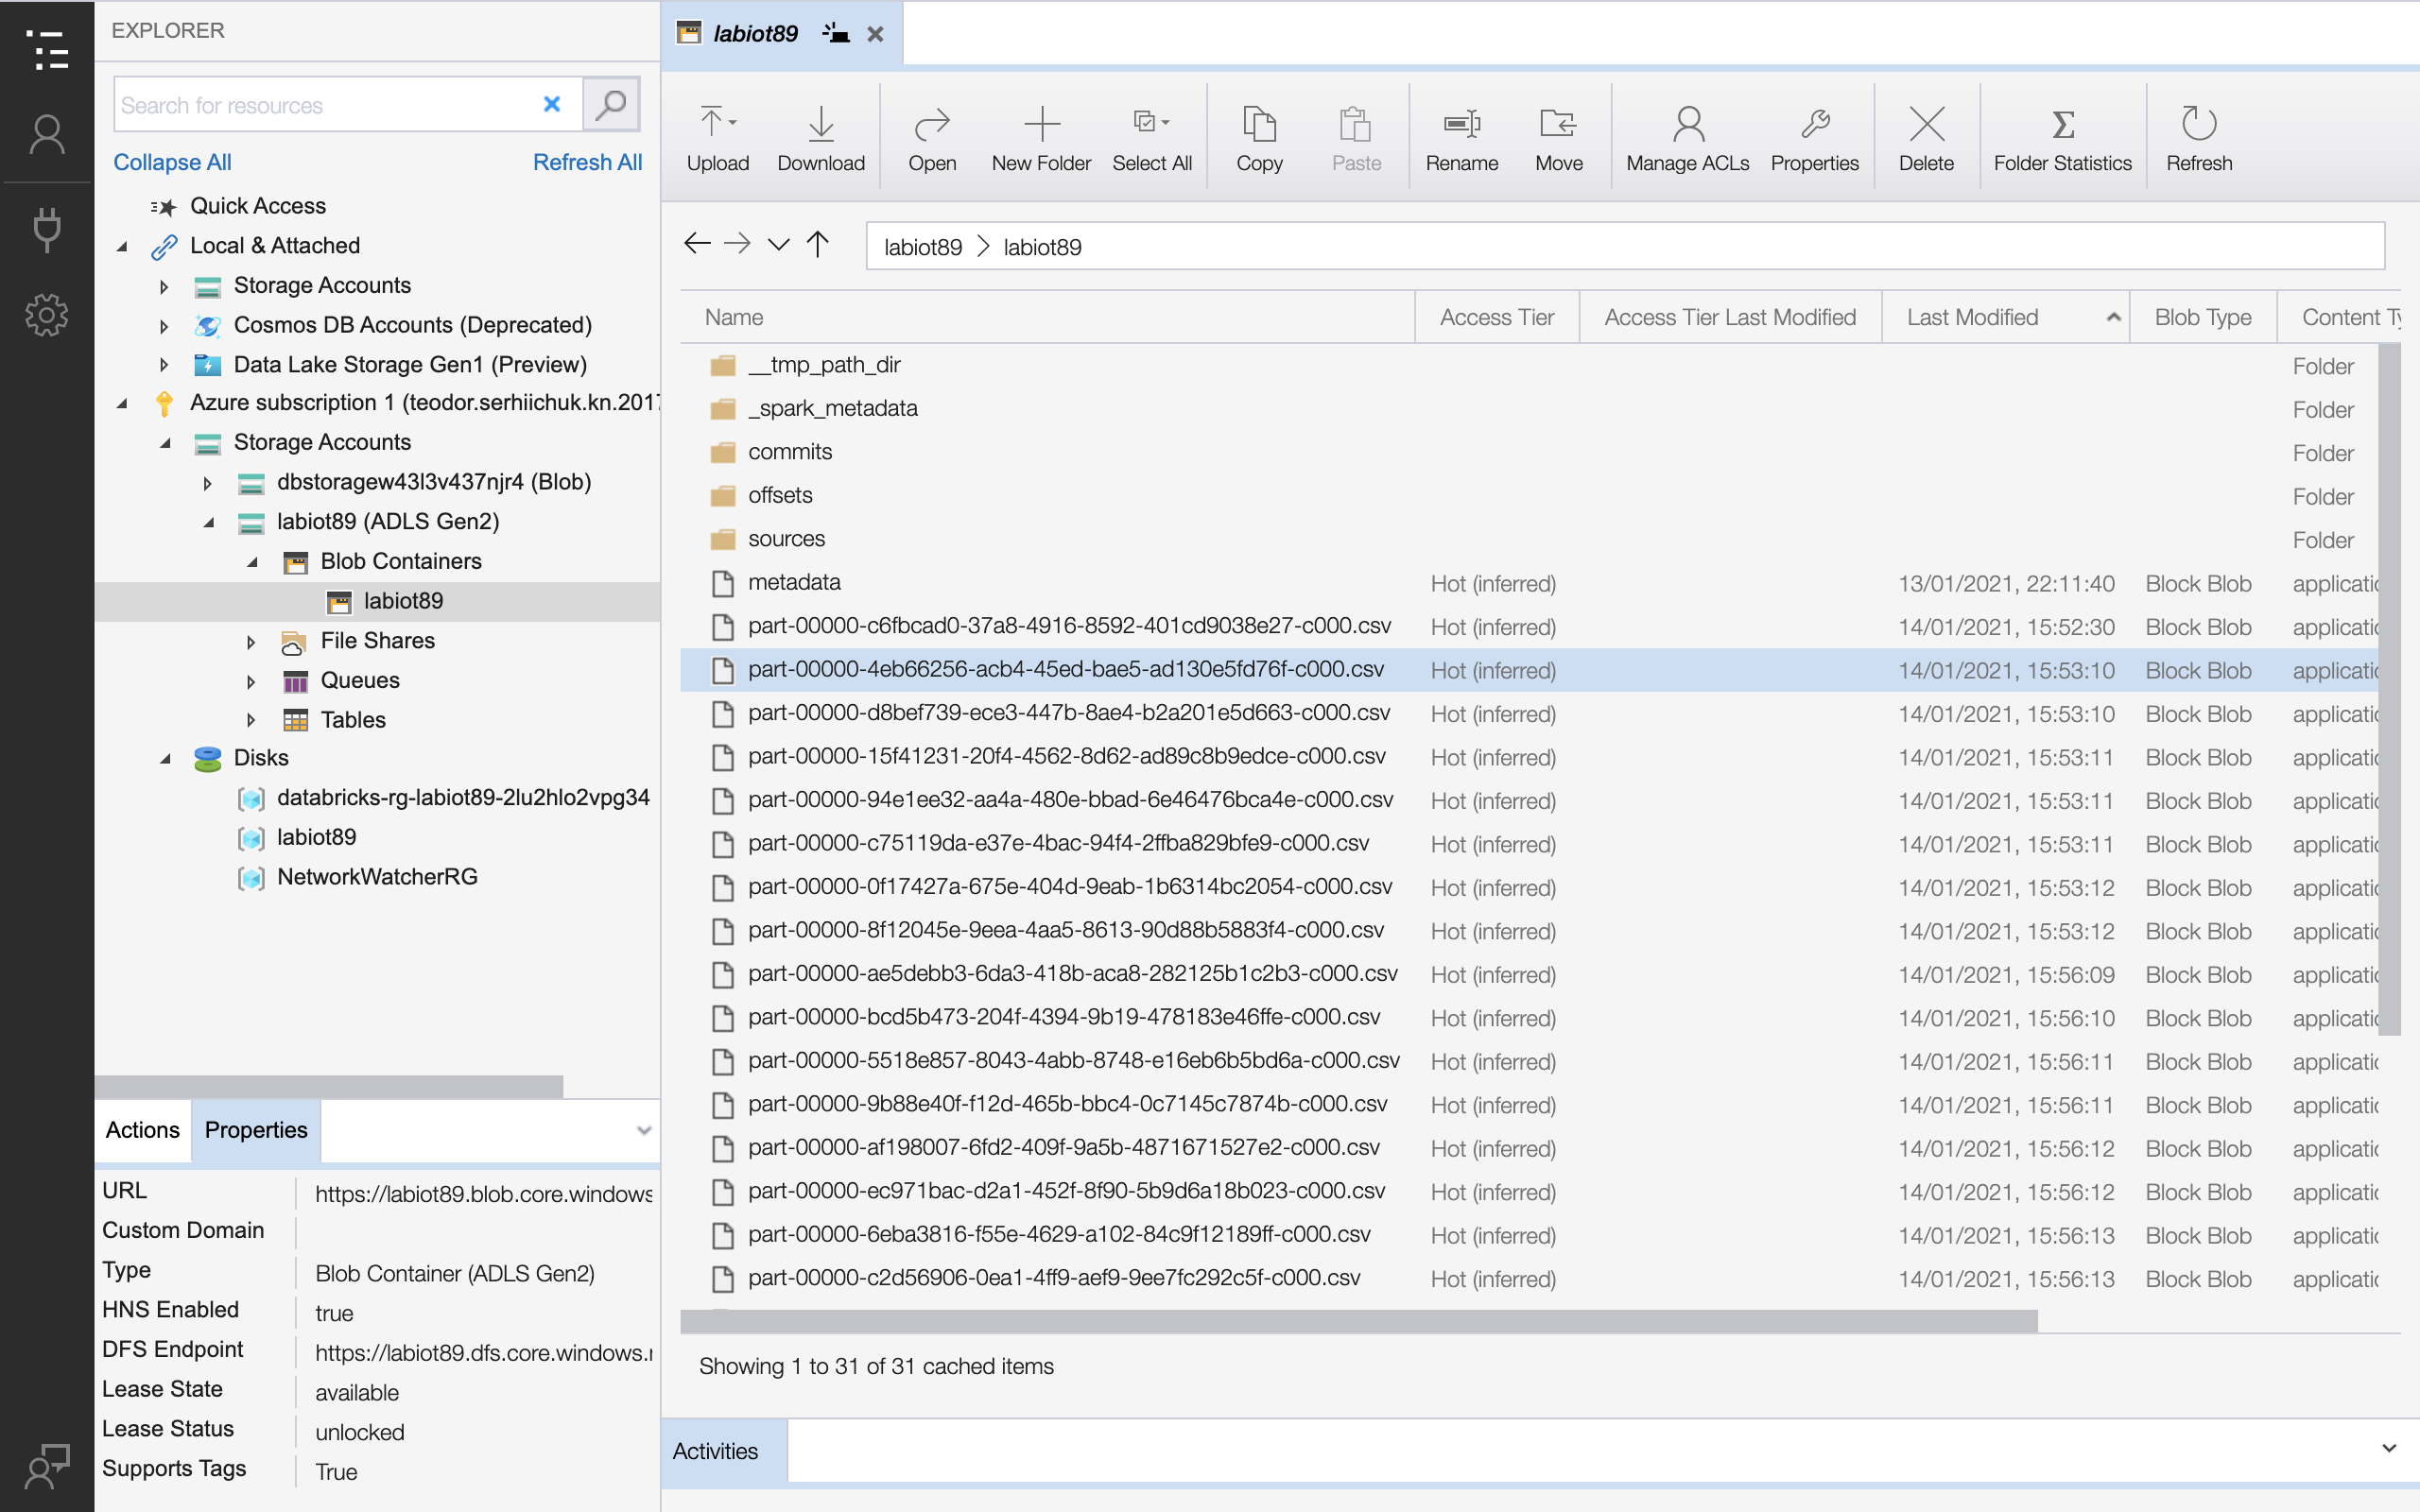 EXPLORER
Search for resources
Collapse All Refresh All
Quick Access
Local & Attached
Storage Accounts
Cosmos DB Accounts (Deprecated)
Data Lake Storage Gen1 (Preview)
Azure subscription 1 (teodor.serhiichuk.kn.2017
Storage Accounts
dbstoragew43l3v437njr4 (Blob)
labiot89 (ADLS Gen2)
Blob Containers
labiot89
File Shares
Queues
Tables
Disks
databricks-rg-labiot89-2lu2hlo2vpg34
labiot89
NetworkWatcherRG
Actions Properties
URL https://labiot89.blob.core.windows
Custom Domain
Type Blob Container (ADLS Gen2)
HNS Enabled true
DFS Endpoint https://labiot89.dfs.core.windows.
Lease State available
Lease Status unlocked
Supports Tags True
labiot89
Upload Download Open New Folder Select All Copy Paste Rename Move Manage ACLs Properties Delete Folder Statistics Refresh
labiot89 > labiot89
Name Access Tier Access Tier Last Modified Last Modified Blob Type Content Ty
__tmp_path_dir Folder
_spark_metadata Folder
commits Folder
offsets Folder
sources Folder
metadata Hot (inferred) 13/01/2021, 22:11:40 Block Blob applicatic
part-00000-c6fbcad0-37a8-4916-8592-401cd9038e27-c000.csv Hot (inferred) 14/01/2021, 15:52:30 Block Blob applicatic
part-00000-4eb66256-acb4-45ed-bae5-ad130e5fd76f-c000.csv Hot (inferred) 14/01/2021, 15:53:10 Block Blob applicatic
part-00000-d8bef739-ece3-447b-8ae4-b2a201e5d663-c000.csv Hot (inferred) 14/01/2021, 15:53:10 Block Blob applicatic
part-00000-15f41231-20f4-4562-8d62-ad89c8b9edce-c000.csv Hot (inferred) 14/01/2021, 15:53:11 Block Blob applicatic
part-00000-94e1ee32-aa4a-480e-bbad-6e46476bca4e-c000.csv Hot (inferred) 14/01/2021, 15:53:11 Block Blob applicatic
part-00000-c75119da-e37e-4bac-94f4-2ffba829bfe9-c000.csv Hot (inferred) 14/01/2021, 15:53:11 Block Blob applicatic
part-00000-0f17427a-675e-404d-9eab-1b6314bc2054-c000.csv Hot (inferred) 14/01/2021, 15:53:12 Block Blob applicatic
part-00000-8f12045e-9eea-4aa5-8613-90d88b5883f4-c000.csv Hot (inferred) 14/01/2021, 15:53:12 Block Blob applicatic
part-00000-ae5debb3-6da3-418b-aca8-282125b1c2b3-c000.csv Hot (inferred) 14/01/2021, 15:56:09 Block Blob applicatic
part-00000-bcd5b473-204f-4394-9b19-478183e46ffe-c000.csv Hot (inferred) 14/01/2021, 15:56:10 Block Blob applicatic
part-00000-5518e857-8043-4abb-8748-e16eb6b5bd6a-c000.csv Hot (inferred) 14/01/2021, 15:56:11 Block Blob applicatic
part-00000-9b88e40f-f12d-465b-bbc4-0c7145c7874b-c000.csv Hot (inferred) 14/01/2021, 15:56:11 Block Blob applicatic
part-00000-af198007-6fd2-409f-9a5b-4871671527e2-c000.csv Hot (inferred) 14/01/2021, 15:56:12 Block Blob applicatic
part-00000-ec971bac-d2a1-452f-8f90-5b9d6a18b023-c000.csv Hot (inferred) 14/01/2021, 15:56:12 Block Blob applicatic
part-00000-6eba3816-f55e-4629-a102-84c9f12189ff-c000.csv Hot (inferred) 14/01/2021, 15:56:13 Block Blob applicatic
part-00000-c2d56906-0ea1-4ff9-aef9-9ee7fc292c5f-c000.csv Hot (inferred) 14/01/2021, 15:56:13 Block Blob applicatic
Showing 1 to 31 of 31 cached items
Activities